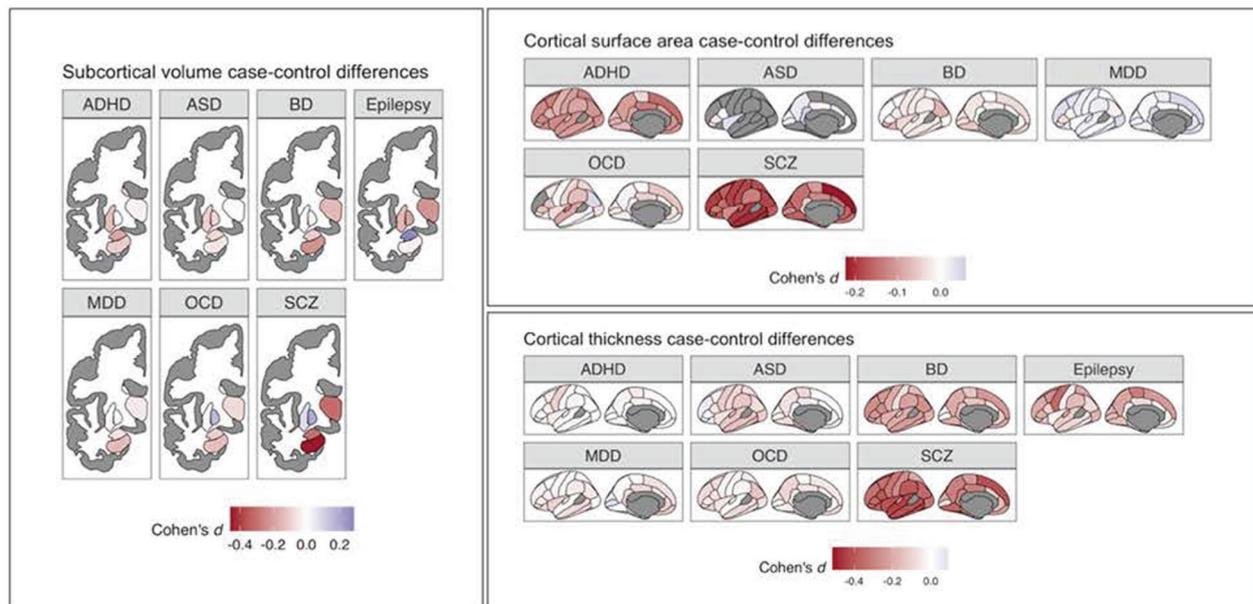 Subcortical volume case-control differences
ADHD ASD BD Epilepsy
MDD OCD SCZ
Cohen's d
-0.4 -0.2 0.0 0.2
Cortical surface area case-control differences
ADHD ASD BD MDD
OCD SCZ
Cohen's d
-0.2 -0.1 0.0
Cortical thickness case-control differences
ADHD ASD BD Epilepsy
MDD OCD SCZ
Cohen's d
-0.4 -0.2 0.0